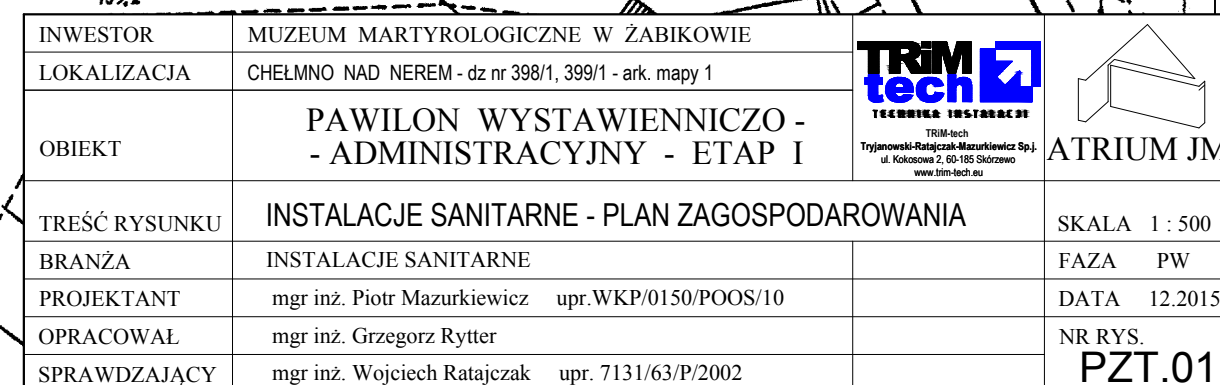 INWESTOR MUZEUM MARTYROLOGICZNE W ŻABIKOWIE
LOKALIZACJA CHEŁMNO NAD NEREM - dz nr 398/1, 399/1 - ark. mapy 1
OBIEKT PAWILON WYSTAWIENNICZO -
- ADMINISTRACYJNY - ETAP I
TRiM
tech
TECHNIKA INSTALACJI
TRiM-tech
Tryjanowski-Ratajczak-Mazurkiewicz Sp.j.
ul. Kokosowa 2, 60-185 Skórzewo
www.trim-tech.eu
ATRIUM JM
TREŚĆ RYSUNKU INSTALACJE SANITARNE - PLAN ZAGOSPODAROWANIA SKALA 1 : 500
BRANŻA INSTALACJE SANITARNE FAZA PW
PROJEKTANT mgr inż. Piotr Mazurkiewicz upr.WKP/0150/POOS/10 DATA 12.2015
OPRACOWAŁ mgr inż. Grzegorz Rytter NR RYS.
SPRAWDZAJĄCY mgr inż. Wojciech Ratajczak upr. 7131/63/P/2002 PZT.01